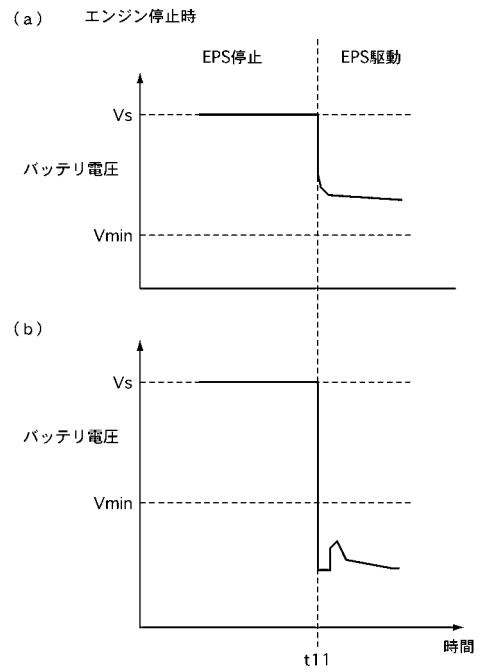 (a) エンジン停止時
EPS停止 EPS駆動
Vs
バッテリ電圧
Vmin
(b)
Vs
バッテリ電圧
Vmin
時間
t11